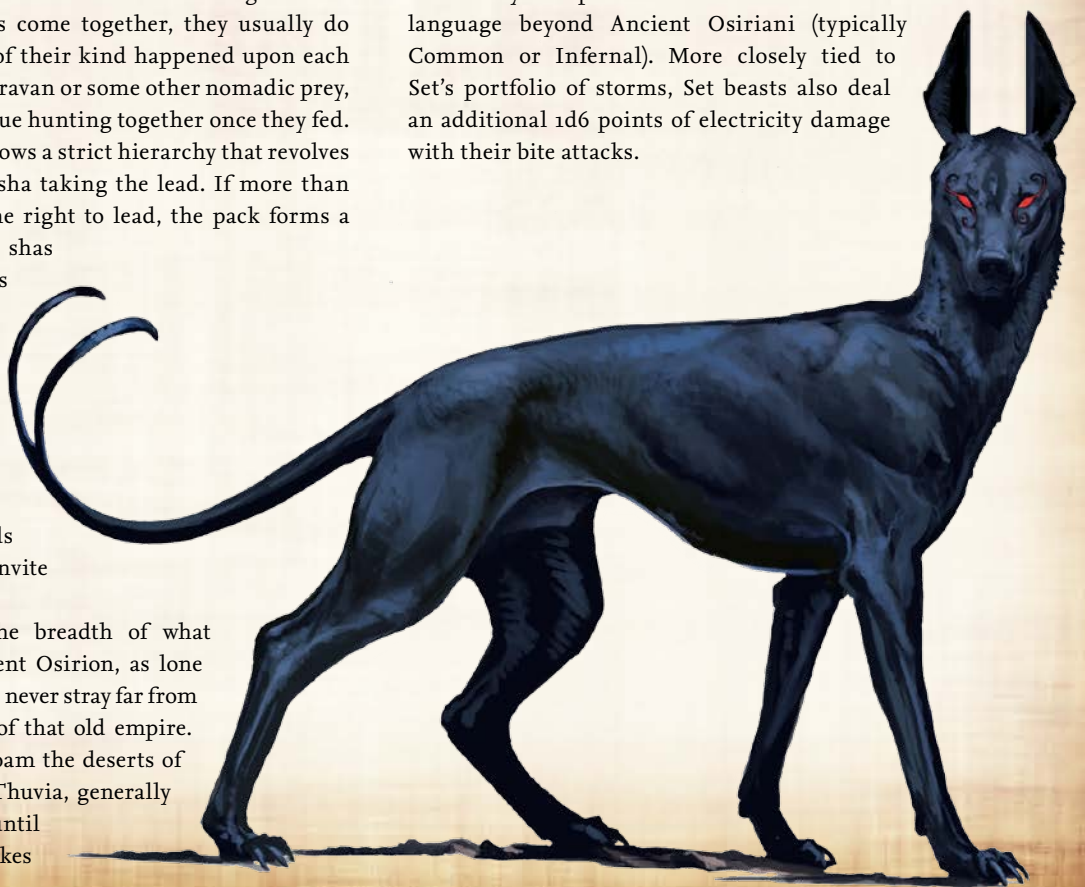 s come together, they usually do
of their kind happened upon each
ravan or some other nomadic prey,
ue hunting together once they fed.
ows a strict hierarchy that revolves
sha taking the lead. If more than
ne right to lead, the pack forms a
shas
s
ls
nvite
ne breadth of what
ent Osirion, as lone
never stray far from
of that old empire.
oam the deserts of
Thuvia, generally
until
kes
language beyond Ancient Osiriani (typically
Common or Infernal). More closely tied to
Set's portfolio of storms, Set beasts also deal
an additional 1d6 points of electricity damage
with their bite attacks.